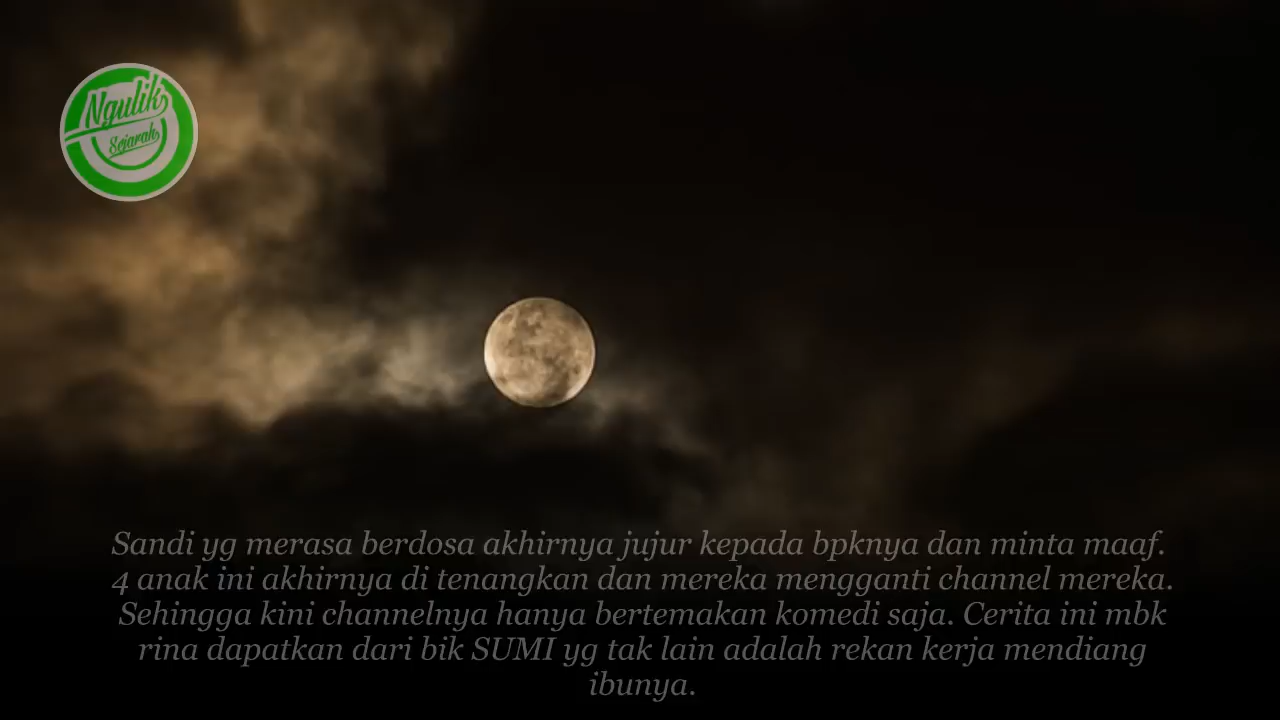 Ngulik
Sejarah
Sandi yg merasa berdosa akhirnya jujur kepada bpknya dan minta maaf.
4 anak ini akhirnya di tenangkan dan mereka mengganti channel mereka.
Sehingga kini channelnya hanya bertemakan komedi saja. Cerita ini mbk
rina dapatkan dari bik SUMI yg tak lain adalah rekan kerja mendiang
ibunya.